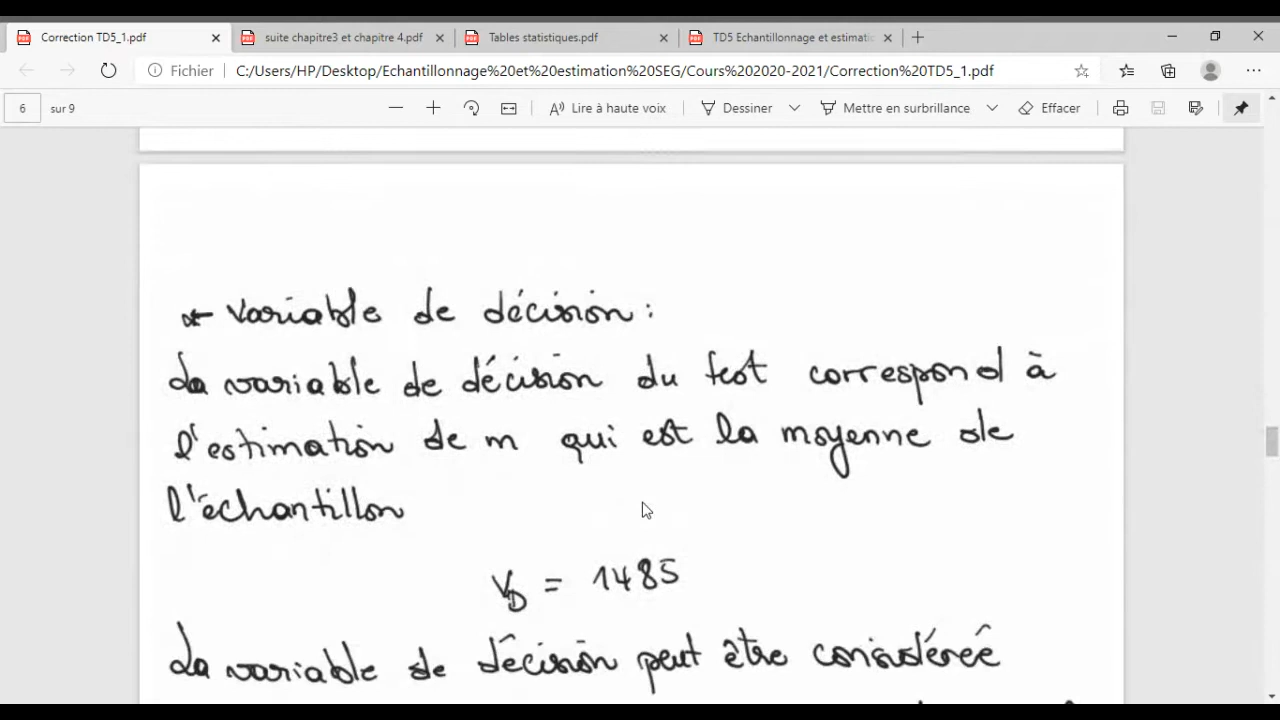 Correction TD5_1.pdf
suite chapitre3 et chapitre 4.pdf
Tables statistiques.pdf
TD5 Echantillonnage et estimatio
Fichier
C:/Users/HP/Desktop/Echantillonnage%20et%20estimation%20SEG/Cours%202020-2021/Correction%20TD5_1.pdf
6 sur 9
Lire à haute voix
Dessiner
Mettre en surbrillance
Effacer
* Variable de décision :
La variable de décision du test correspond à
l'estimation de m qui est la moyenne de
l'échantillon
V_D = 1485
La variable de décision peut être considérée